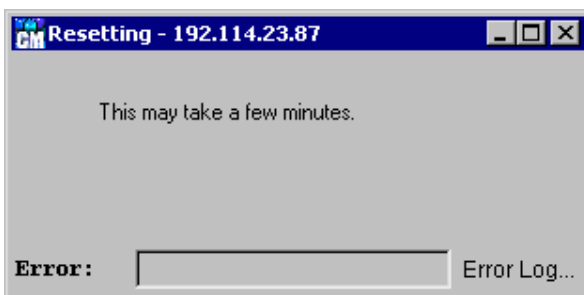 CM Resetting - 192.114.23.87
This may take a few minutes.
Error: Error Log...